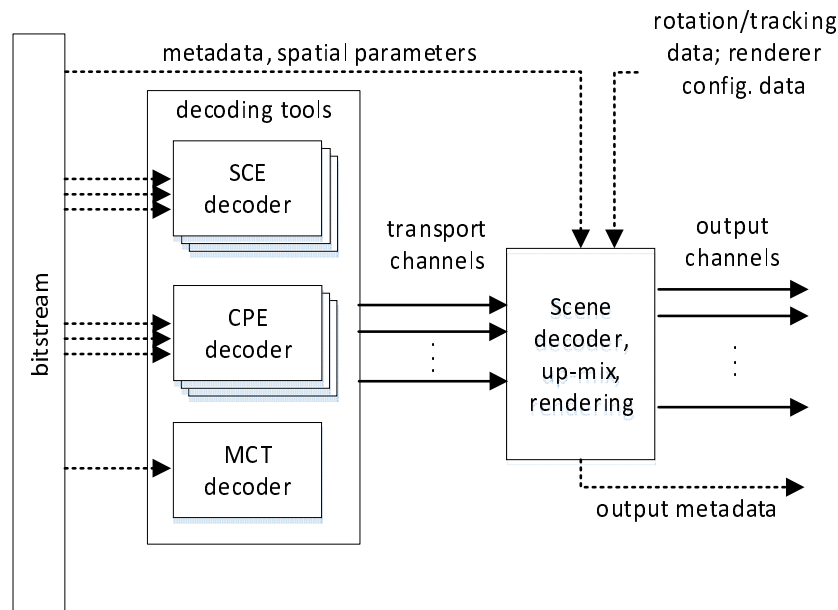 rotation/tracking
data; renderer
config. data
metadata, spatial parameters
decoding tools
SCE
decoder
transport
channels
output
channels
CPE
decoder
Scene
decoder,
up-mix,
rendering
bitstream
MCT
decoder
output metadata